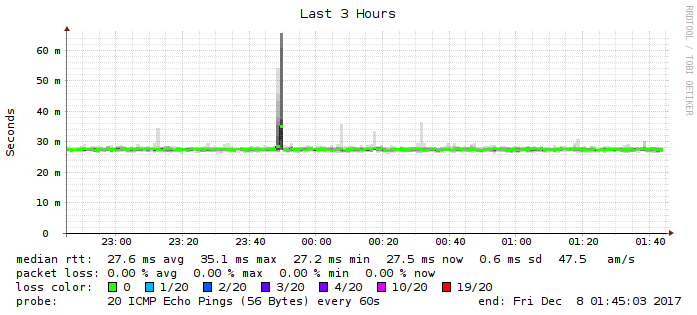 Last 3 Hours
RRDTOOL / TOBI OETIKER
Seconds
60 m
50 m
40 m
30 m
20 m
10 m
0
23:00 23:20 23:40 00:00 00:20 00:40 01:00 01:20 01:40
median rtt: 27.6 ms avg 35.1 ms max 27.2 ms min 27.5 ms now 0.6 ms sd 47.5 am/s
packet loss: 0.00 % avg 0.00 % max 0.00 % min 0.00 % now
loss color: 0 1/20 2/20 3/20 4/20 10/20 19/20
probe: 20 ICMP Echo Pings (56 Bytes) every 60s end: Fri Dec 8 01:45:03 2017